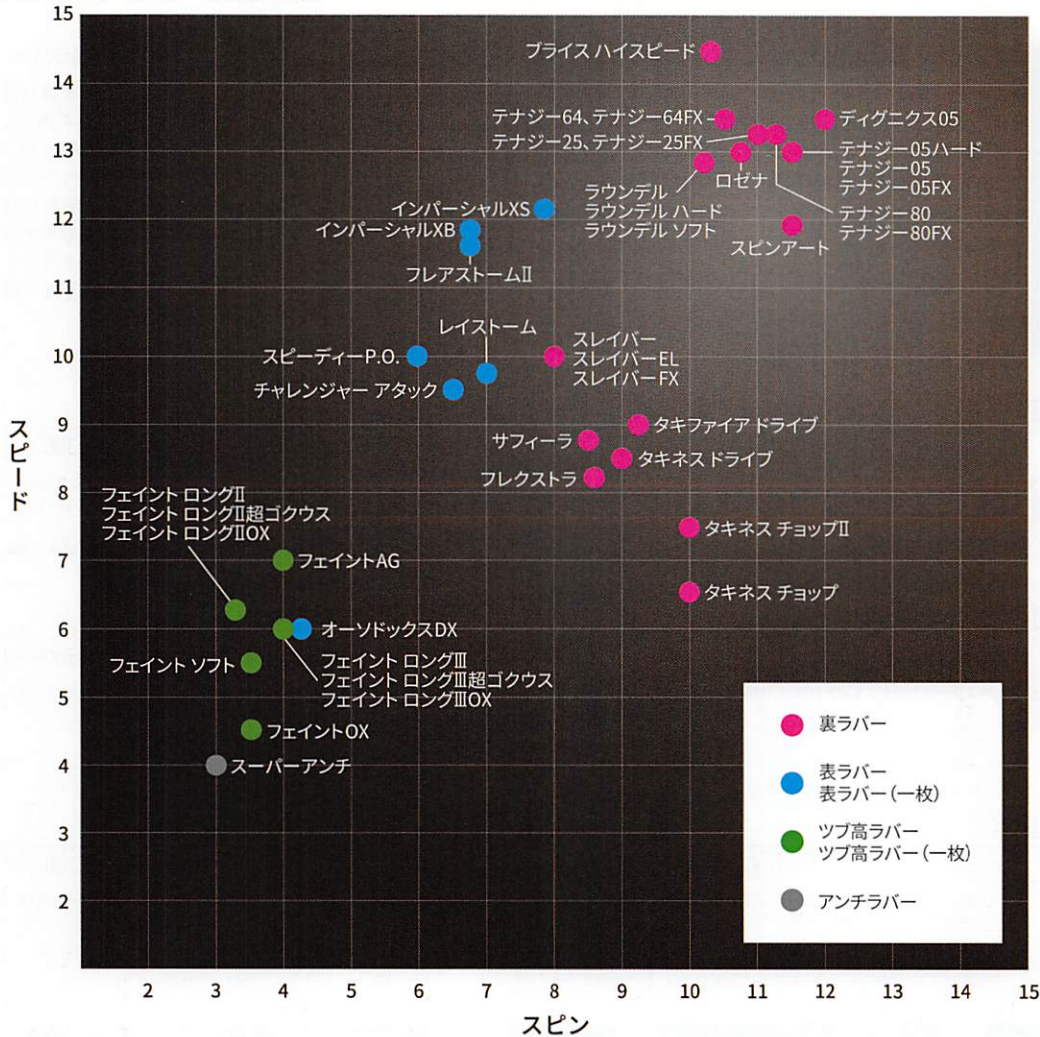 15
14
13
12
11
10
9
8
7
6
5
4
3
2
スピード
ブライス ハイスピード
テナジー64、テナジー64FX
テナジー25、テナジー25FX
ディグニクス05
テナジー05ハード
テナジー05
テナジー05FX
ロゼナ
ラウンデル
ラウンデル ハード
ラウンデル ソフト
テナジー80
テナジー80FX
スピンアート
インパーシャルXS
インパーシャルXB
フレアストームⅡ
レイストーム
スピーディーP.O.
スレイバー
スレイバーEL
スレイバーFX
チャレンジャー アタック
タキファイア ドライブ
サフィーラ
タキネス ドライブ
フレクストラ
フェイント ロングⅡ
フェイント ロングⅡ超ゴクウス
フェイント ロングⅡOX
タキネス チョップⅡ
フェイントAG
タキネス チョップ
オーソドックスDX
フェイント ソフト
フェイント ロングⅢ
フェイント ロングⅢ超ゴクウス
フェイント ロングⅢOX
フェイントOX
スーパーアンチ
裏ラバー
表ラバー
表ラバー(一枚)
ツブ高ラバー
ツブ高ラバー(一枚)
アンチラバー
2 3 4 5 6 7 8 9 10 11 12 13 14 15
スピン